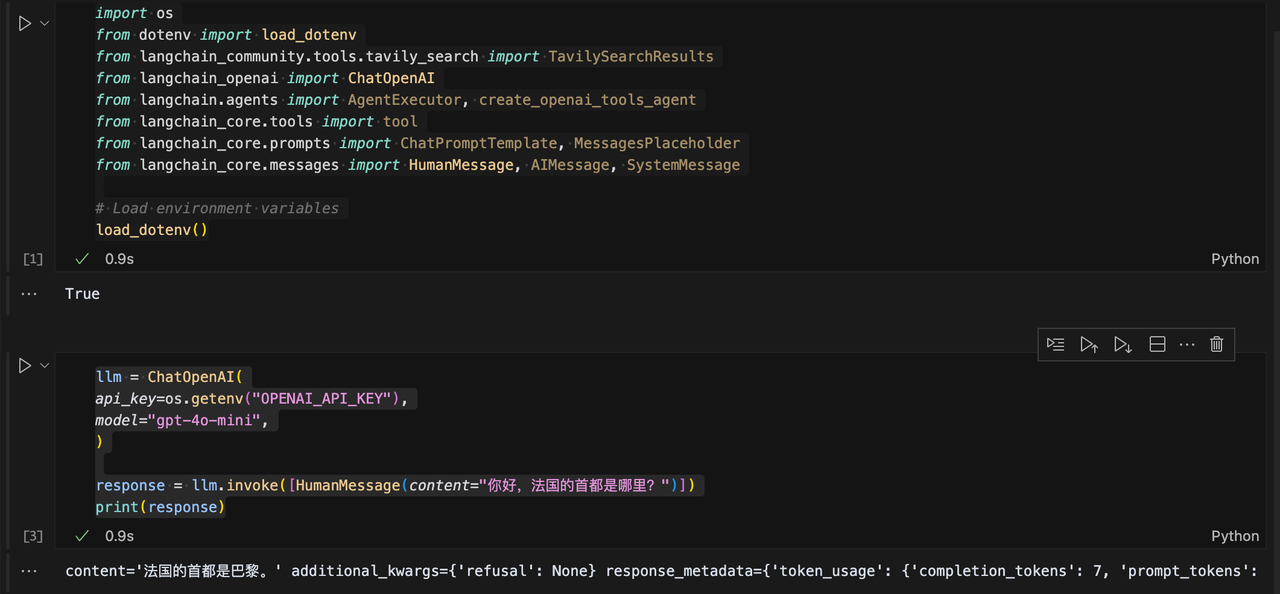 import os
from dotenv import load_dotenv
from langchain_community.tools.tavily_search import TavilySearchResults
from langchain_openai import ChatOpenAI
from langchain.agents import AgentExecutor, create_openai_tools_agent
from langchain_core.tools import tool
from langchain_core.prompts import ChatPromptTemplate, MessagesPlaceholder
from langchain_core.messages import HumanMessage, AIMessage, SystemMessage
# Load environment variables
load_dotenv()
[1] 0.9s Python
True
llm = ChatOpenAI(
api_key=os.getenv("OPENAI_API_KEY"),
model="gpt-4o-mini",
)
response = llm.invoke([HumanMessage(content="你好，法国的首都是哪里？")])
print(response)
[3] 0.9s Python
content='法国的首都是巴黎。' additional_kwargs={'refusal': None} response_metadata={'token_usage': {'completion_tokens': 7, 'prompt_tokens':